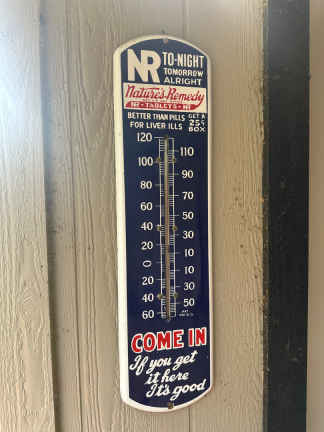 NR TO-NIGHT
TOMORROW
ALRIGHT
Nature's Remedy
NR - TABLETS - NR
BETTER THAN PILLS
FOR LIVER ILLS
GET A
25¢
BOX
120
110
100
90
80
70
60
50
40
30
20
10
0
10
20
30
40
50
60
COME IN
If you get
it here
It's good